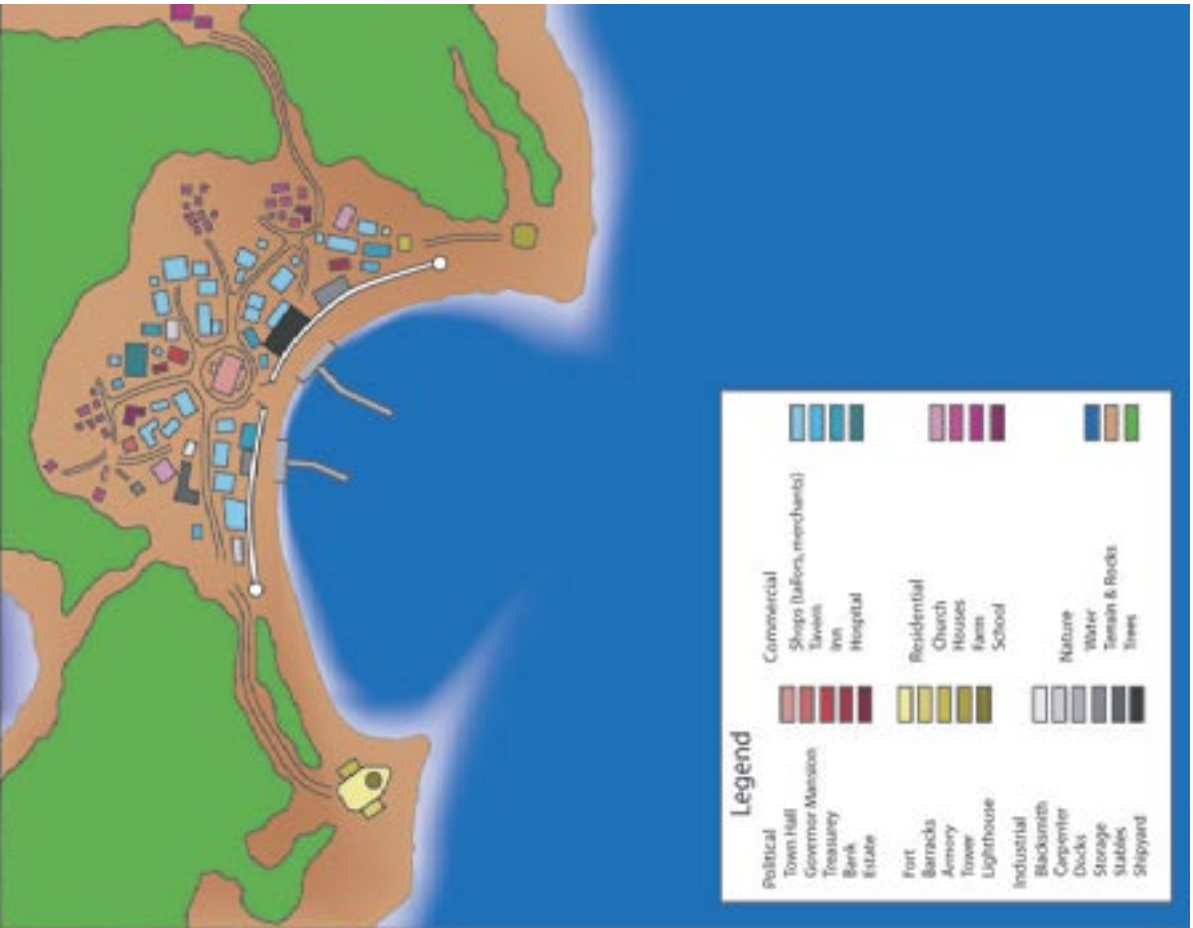 Legend
Political
Town Hall
Governor Mansion
Treasurey
Bank
Estate
Fort
Barracks
Armory
Tower
Lighthouse
Industrial
Blacksmith
Carpenter
Docks
Storage
Stables
Shipyard
Commercial
Shops (tailors, merchants)
Tavern
Inn
Hospital
Residential
Church
Houses
Farm
School
Nature
Water
Terrain & Rocks
Trees